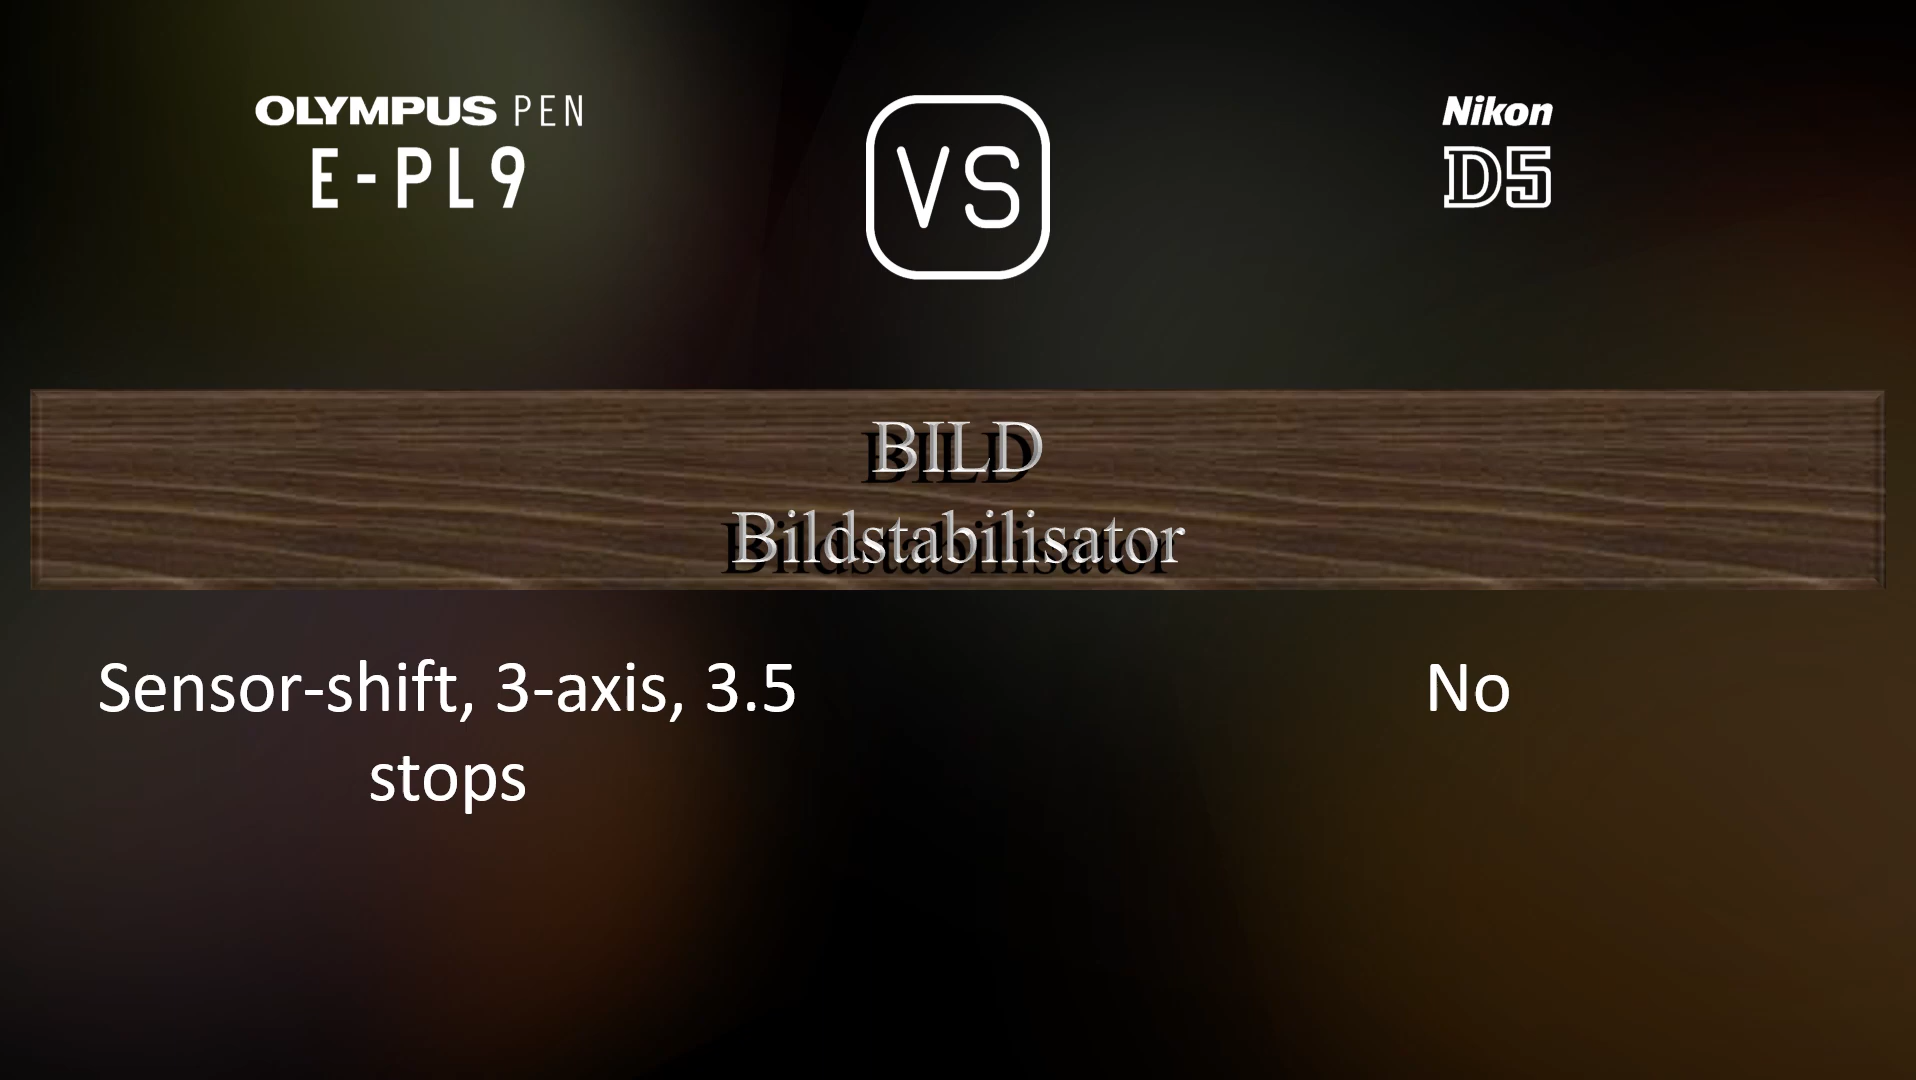 OLYMPUS PEN
E-PL9
VS
Nikon
D5
BILD
Bildstabilisator
Sensor-shift, 3-axis, 3.5
stops
No